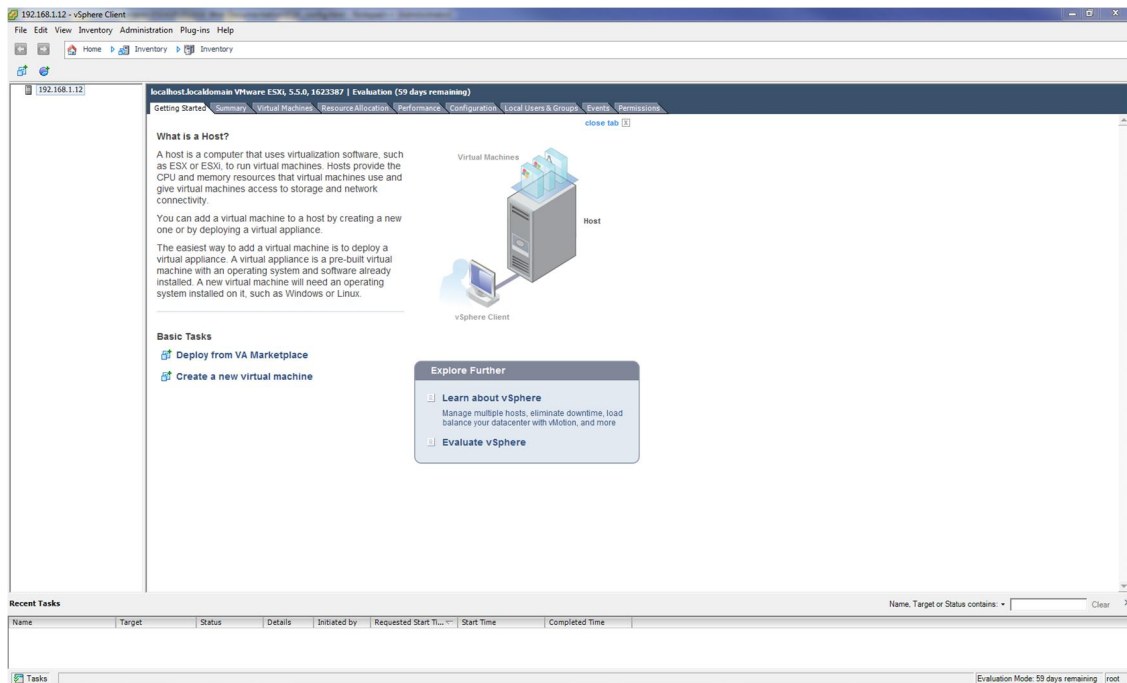 192.168.1.12 - vSphere Client
File Edit View Inventory Administration Plug-ins Help
Home Inventory Inventory
192.168.1.12
localhost.localdomain VMware ESXi, 5.5.0, 1623387 | Evaluation (59 days remaining)
Getting Started Summary Virtual Machines Resource Allocation Performance Configuration Local Users & Groups Events Permissions
close tab
What is a Host?
A host is a computer that uses virtualization software, such
as ESX or ESXi, to run virtual machines. Hosts provide the
CPU and memory resources that virtual machines use and
give virtual machines access to storage and network
connectivity.
You can add a virtual machine to a host by creating a new
one or by deploying a virtual appliance.
The easiest way to add a virtual machine is to deploy a
virtual appliance. A virtual appliance is a pre-built virtual
machine with an operating system and software already
installed. A new virtual machine will need an operating
system installed on it, such as Windows or Linux.
Virtual Machines
Host
vSphere Client
Basic Tasks
Deploy from VA Marketplace
Create a new virtual machine
Explore Further
Learn about vSphere
Manage multiple hosts, eliminate downtime, load
balance your datacenter with vMotion, and more
Evaluate vSphere
Recent Tasks
Name, Target or Status contains: Clear
Name Target Status Details Initiated by Requested Start Ti... Start Time Completed Time
Tasks
Evaluation Mode: 59 days remaining root